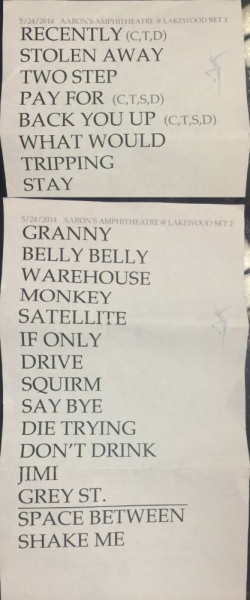 5/24/2014 AARON'S AMPHITHEATRE @ LAKEWOOD SET 1
RECENTLY (C,T,D)
STOLEN AWAY
TWO STEP
PAY FOR (C,T,S,D)
BACK YOU UP (C,T,S,D)
WHAT WOULD
TRIPPING
STAY
5/24/2014 AARON'S AMPHITHEATRE @ LAKEWOOD SET 2
GRANNY
BELLY BELLY
WAREHOUSE
MONKEY
SATELLITE
IF ONLY
DRIVE
SQUIRM
SAY BYE
DIE TRYING
DON'T DRINK
JIMI
GREY ST.
SPACE BETWEEN
SHAKE ME